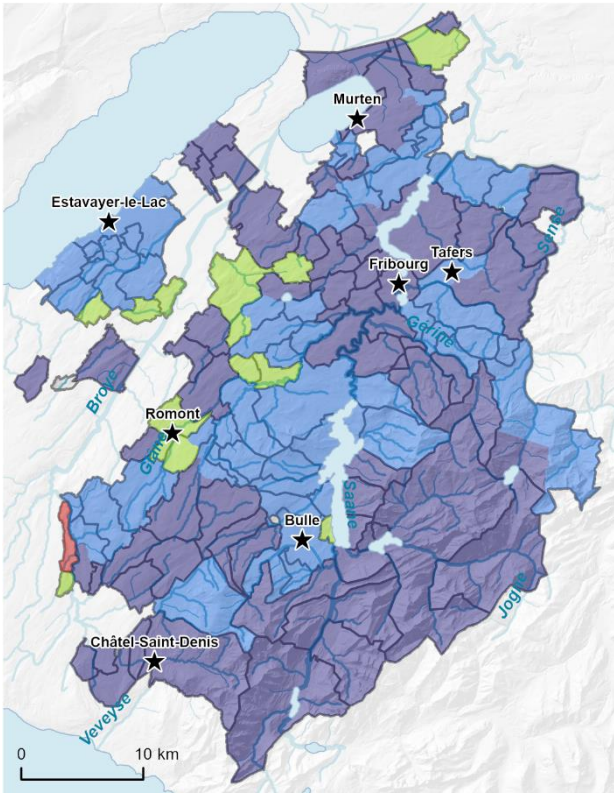 Murten
Estavayer-le-Lac
Sense
Tafers
Fribourg
Gérine
Broye
Romont
Glâne
Saane
Bulle
Jogne
Châtel-Saint-Denis
Veveyse
0 10 km